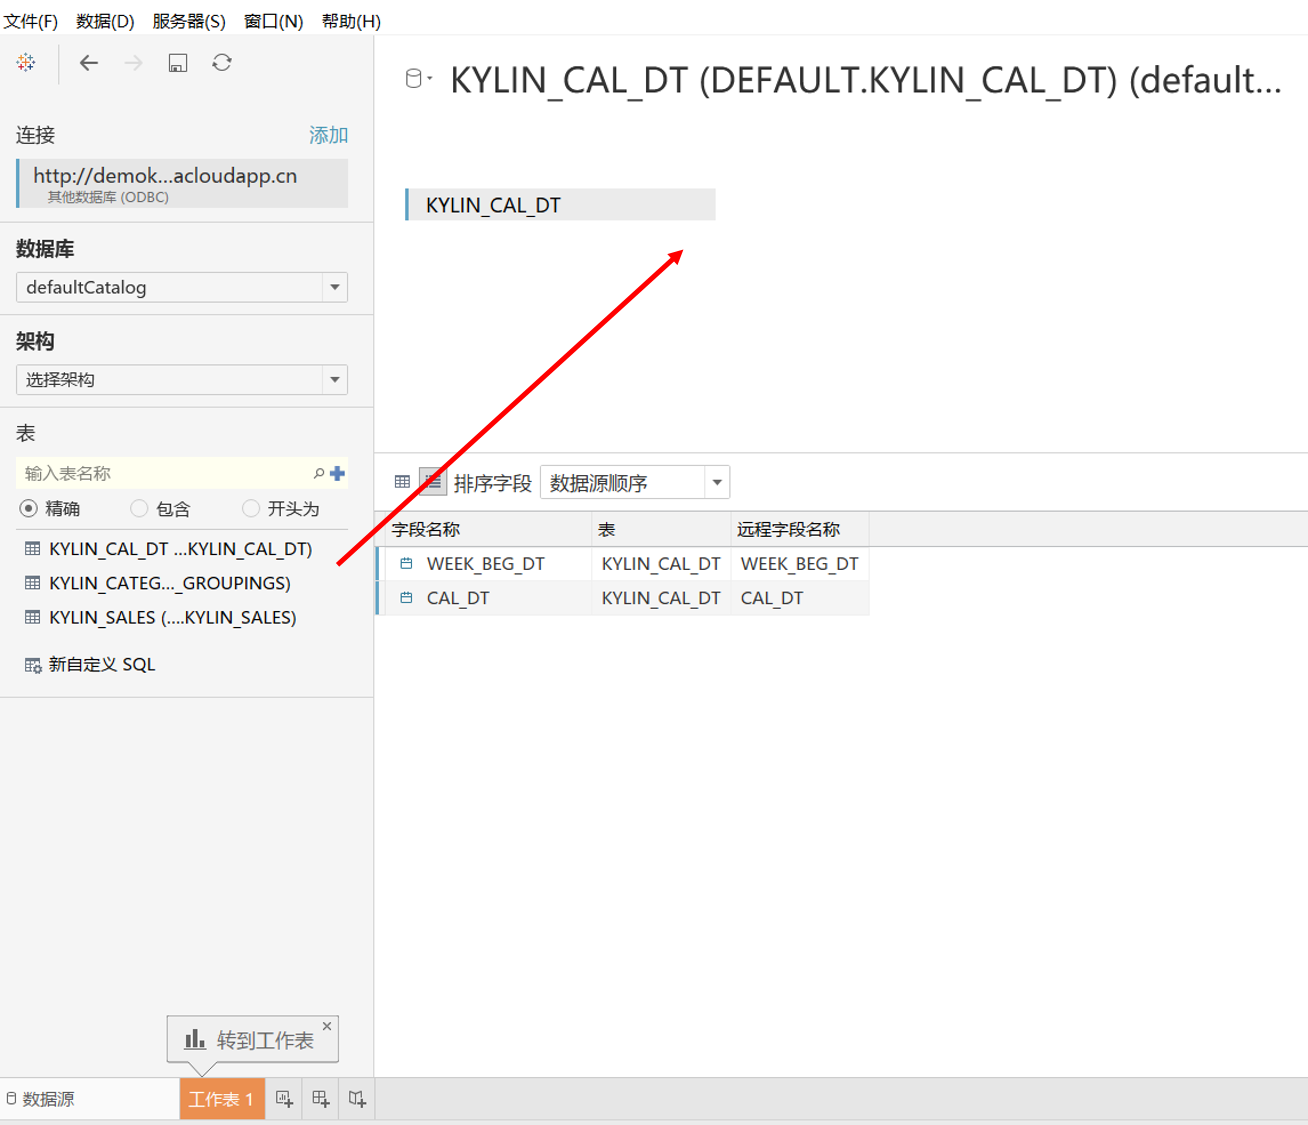 文件(F) 数据(D) 服务器(S) 窗口(N) 帮助(H)
KYLIN_CAL_DT (DEFAULT.KYLIN_CAL_DT) (default...
连接 添加
http://demok...acloudapp.cn
其他数据库 (ODBC)
KYLIN_CAL_DT
数据库
defaultCatalog
架构
选择架构
表
输入表名称
精确 包含 开头为
KYLIN_CAL_DT ...KYLIN_CAL_DT)
KYLIN_CATEG..._GROUPINGS)
KYLIN_SALES (....KYLIN_SALES)
新自定义 SQL
排序字段 数据源顺序
字段名称 表 远程字段名称
WEEK_BEG_DT KYLIN_CAL_DT WEEK_BEG_DT
CAL_DT KYLIN_CAL_DT CAL_DT
转到工作表
数据源 工作表 1